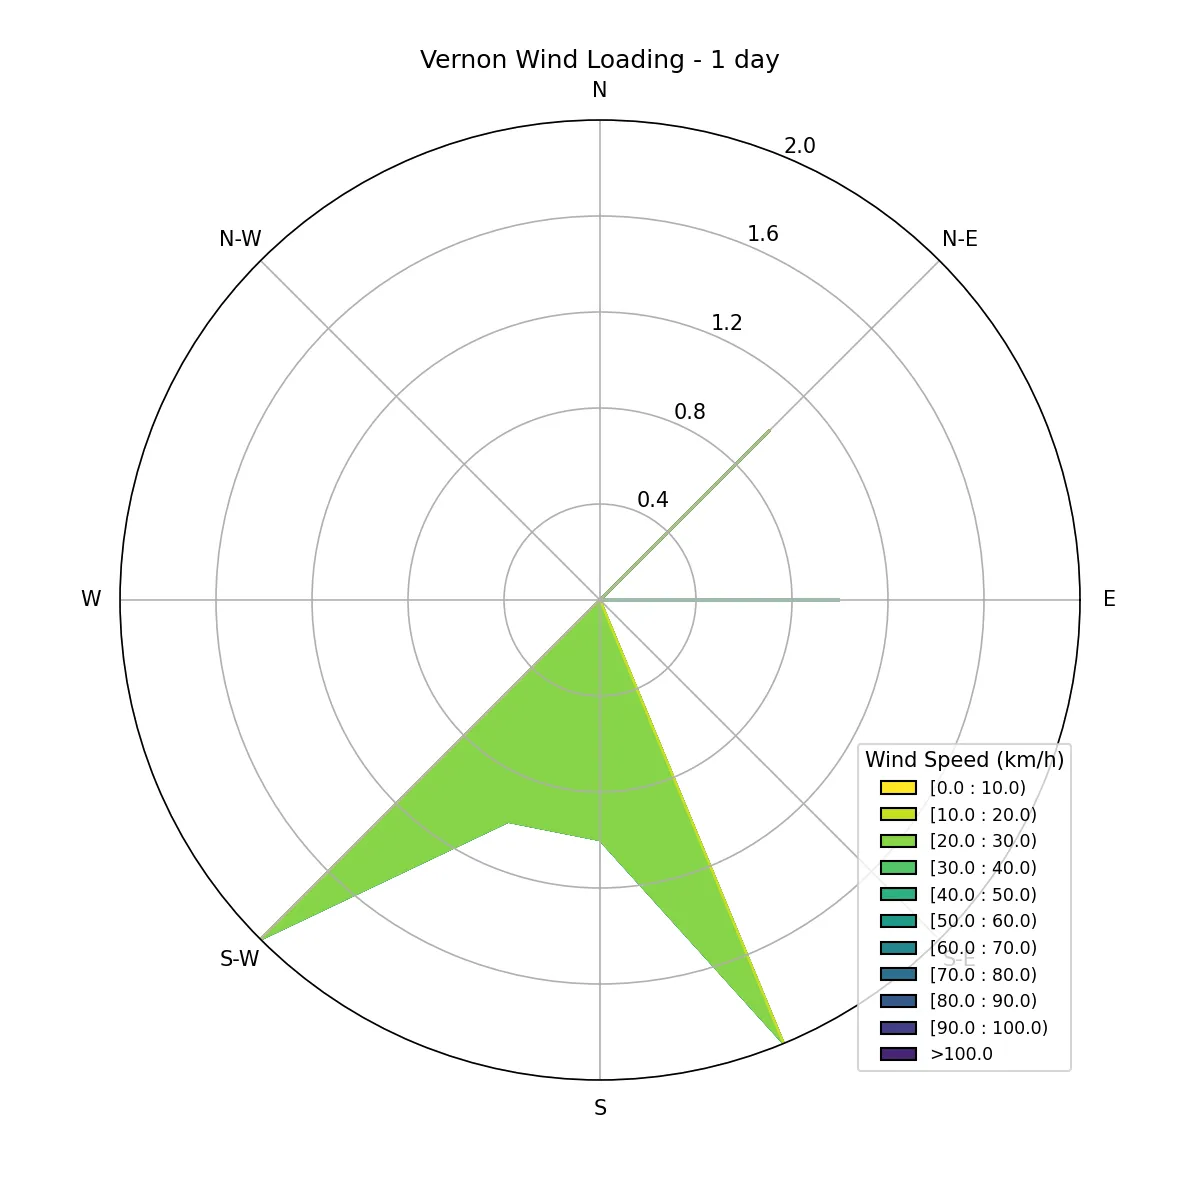 Vernon Wind Loading - 1 day
N
2.0
N-W
1.6
N-E
1.2
0.8
0.4
W
E
S-W
S-E
S
Wind Speed (km/h)
[0.0 : 10.0)
[10.0 : 20.0)
[20.0 : 30.0)
[30.0 : 40.0)
[40.0 : 50.0)
[50.0 : 60.0)
[60.0 : 70.0)
[70.0 : 80.0)
[80.0 : 90.0)
[90.0 : 100.0)
>100.0